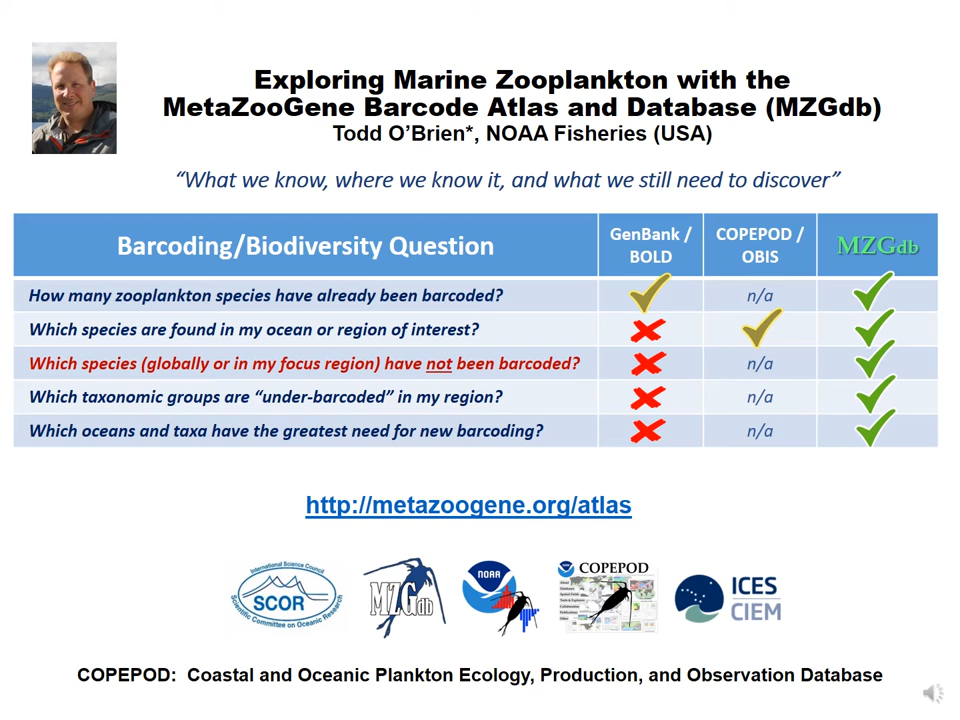 Exploring Marine Zooplankton with the
MetaZooGene Barcode Atlas and Database (MZGdb)
Todd O'Brien*, NOAA Fisheries (USA)
“What we know, where we know it, and what we still need to discover”
Barcoding/Biodiversity Question
GenBank /
BOLD
COPEPOD /
OBIS
MZGdb
How many zooplankton species have already been barcoded?
n/a
Which species are found in my ocean or region of interest?
Which species (globally or in my focus region) have not been barcoded?
n/a
Which taxonomic groups are “under-barcoded” in my region?
n/a
Which oceans and taxa have the greatest need for new barcoding?
n/a
http://metazoogene.org/atlas
International Science Council
SCOR
Scientific Committee on Oceanic Research
MZGdb
NOAA
COPEPOD
ICES
CIEM
COPEPOD: Coastal and Oceanic Plankton Ecology, Production, and Observation Database